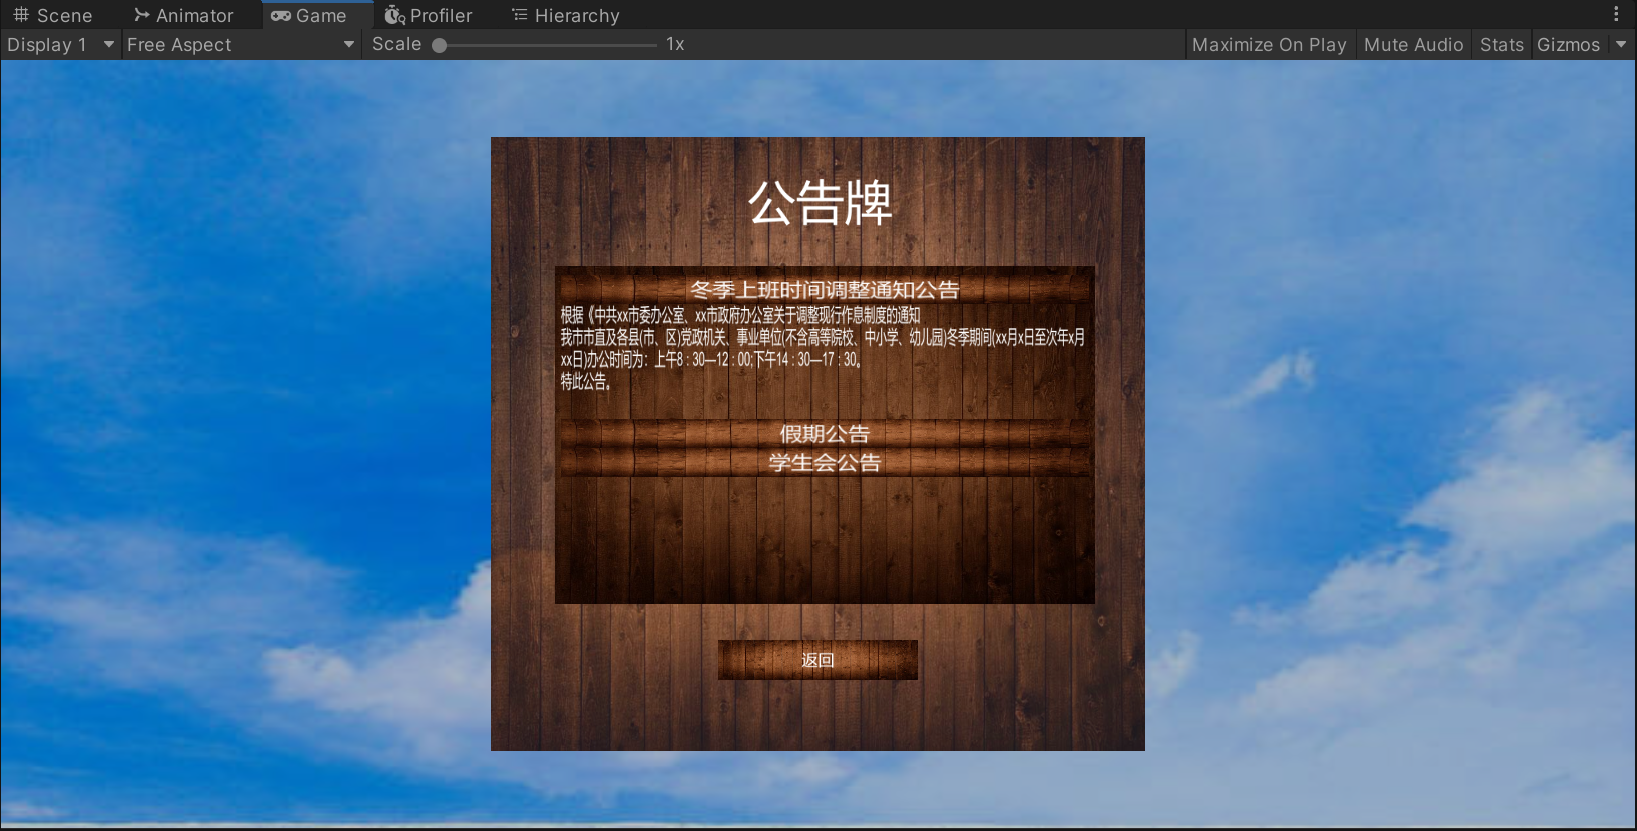 Scene Animator Game Profiler Hierarchy
Display 1 Free Aspect Scale 1x Maximize On Play Mute Audio Stats Gizmos
公告牌
冬季上班时间调整通知公告
根据《中共xx市委办公室、xx市政府办公室关于调整现行作息制度的通知
我市市直及各县(市、区)党政机关、事业单位(不含高等院校、中小学、幼儿园)冬季期间(xx月x日至次年x月
xx日)办公时间为：上午8 : 30—12 : 00;下午14 : 30—17 : 30。
特此公告。
假期公告
学生会公告
返回